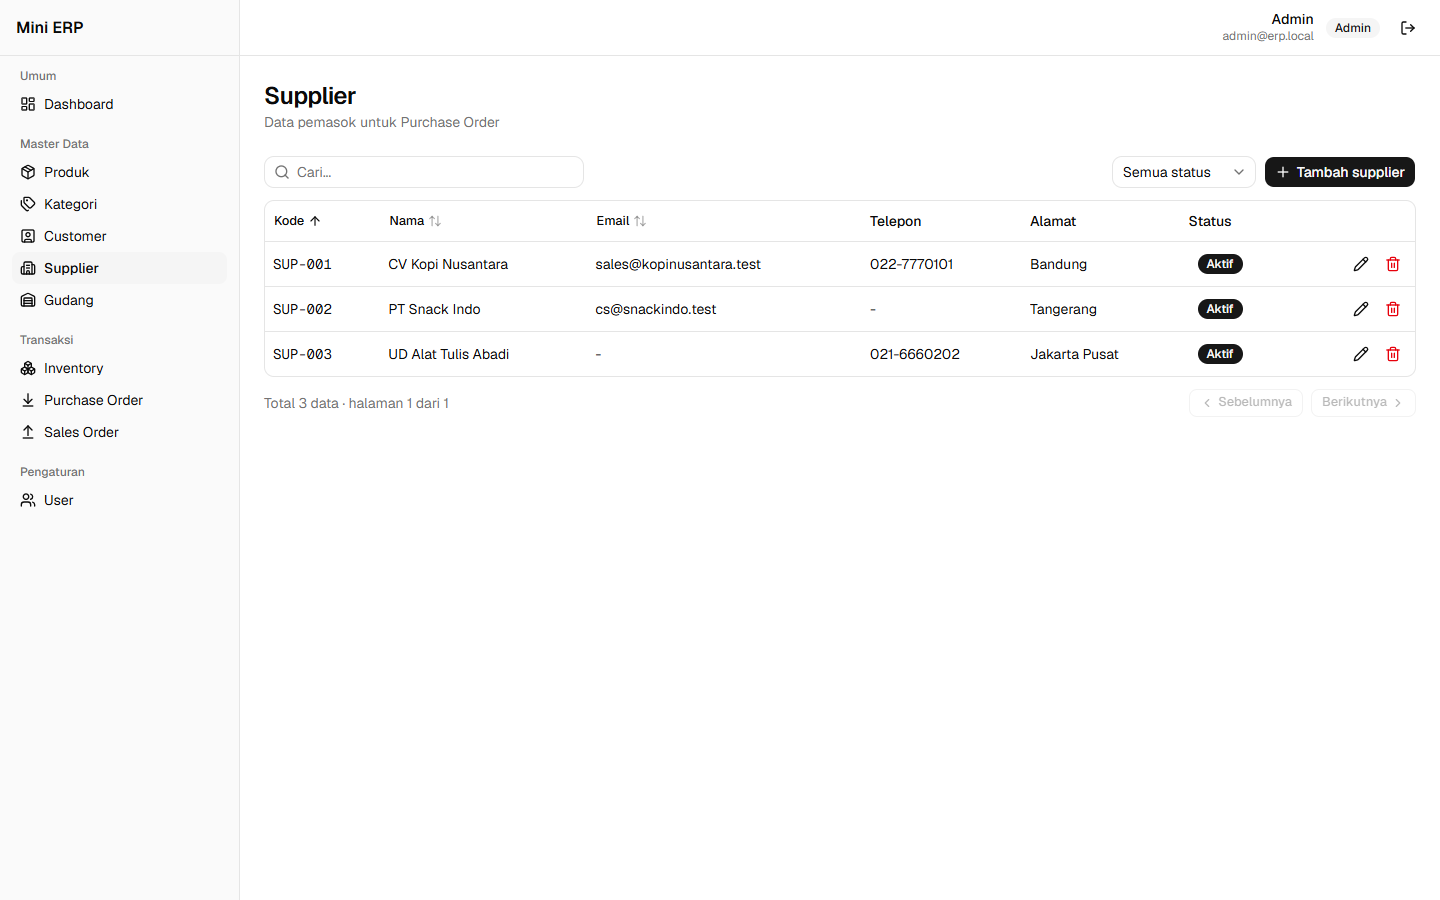 Mini ERP
Admin
admin@erp.local
Admin
Umum
Dashboard
Master Data
Produk
Kategori
Customer
Supplier
Gudang
Transaksi
Inventory
Purchase Order
Sales Order
Pengaturan
User
Supplier
Data pemasok untuk Purchase Order
Cari...
Semua status
Tambah supplier
Kode Nama Email Telepon Alamat Status
SUP-001 CV Kopi Nusantara sales@kopinusantara.test 022-7770101 Bandung Aktif
SUP-002 PT Snack Indo cs@snackindo.test - Tangerang Aktif
SUP-003 UD Alat Tulis Abadi - 021-6660202 Jakarta Pusat Aktif
Total 3 data · halaman 1 dari 1
Sebelumnya
Berikutnya